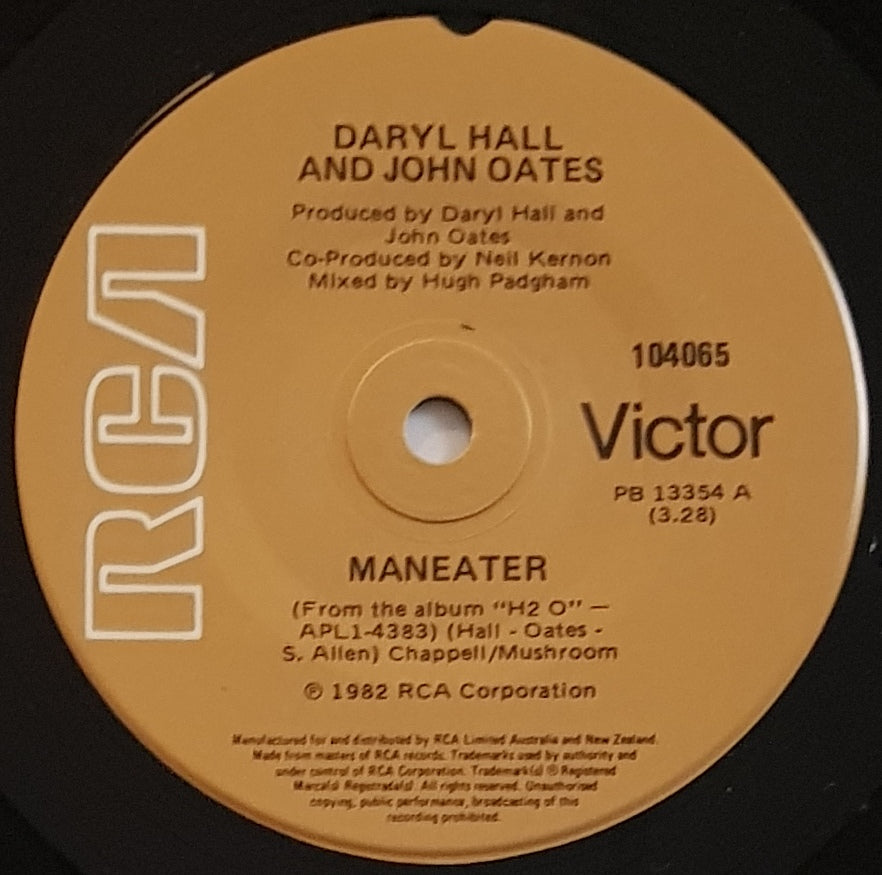 DARYL HALL
AND JOHN OATES
Produced by Daryl Hall and
John Oates
Co-Produced by Neil Kernon
Mixed by Hugh Padgham
RCA
104065
Victor
PB 13354 A
(3.28)
MANEATER
(From the album "H2 O" —
APL1-4383) (Hall - Oates -
S. Allen) Chappell/Mushroom
℗ 1982 RCA Corporation
Manufactured for and distributed by RCA Limited Australia and New Zealand.
Made from masters of RCA records. Trademarks used by authority and
under control of RCA Corporation. Trademark(s) ® Registered
Marca(s) Registrada(s). All rights reserved. Unauthorised
copying, public performance, broadcasting of this
recording prohibited.